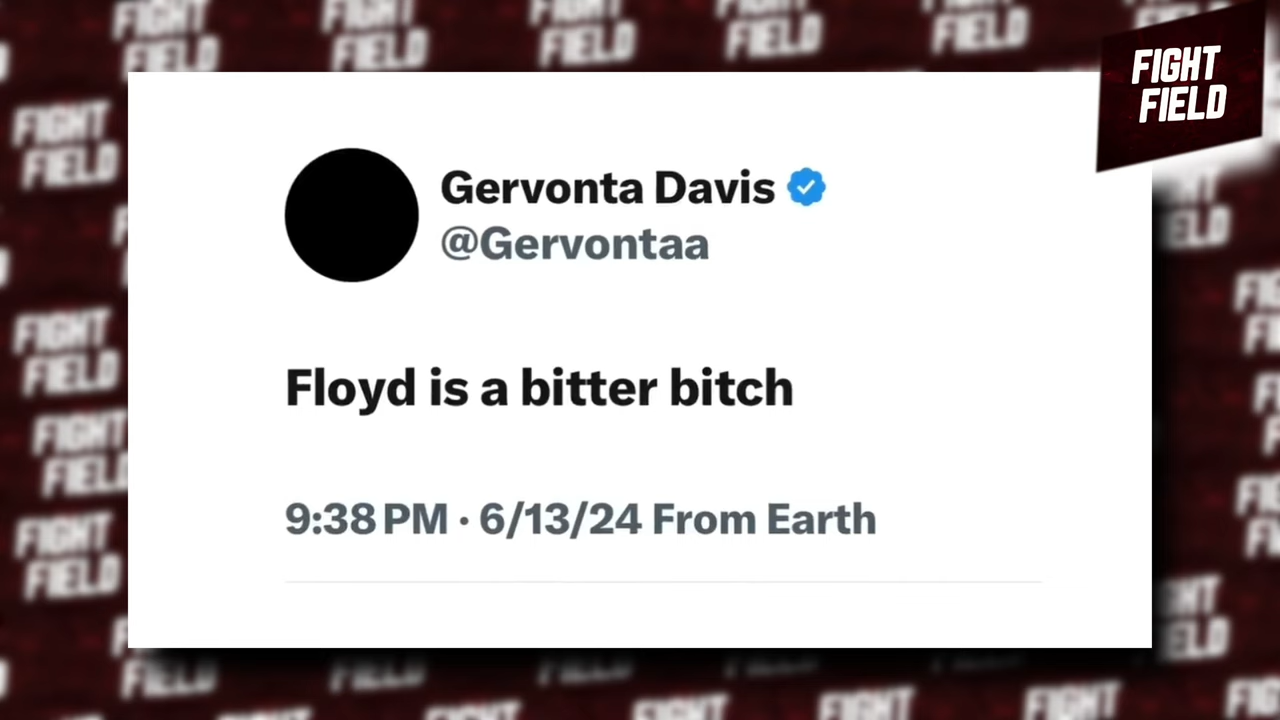 FIGHT
FIELD
Gervonta Davis
@Gervontaa
Floyd is a bitter bitch
9:38 PM · 6/13/24 From Earth